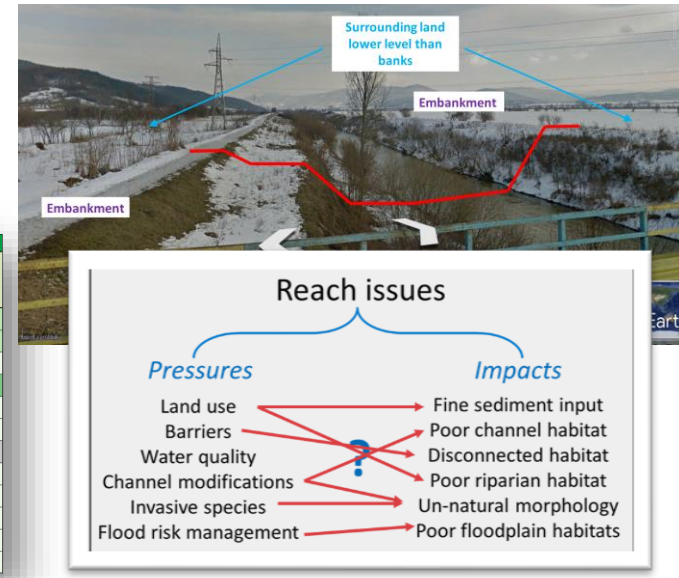 Surrounding land
lower level than
banks
Embankment
Embankment
Eart
Reach issues
Pressures
Impacts
Land use
Fine sediment input
Barriers
Poor channel habitat
Water quality
?
Disconnected habitat
Channel modifications
Poor riparian habitat
Invasive species
Un-natural morphology
Flood risk management
Poor floodplain habitats